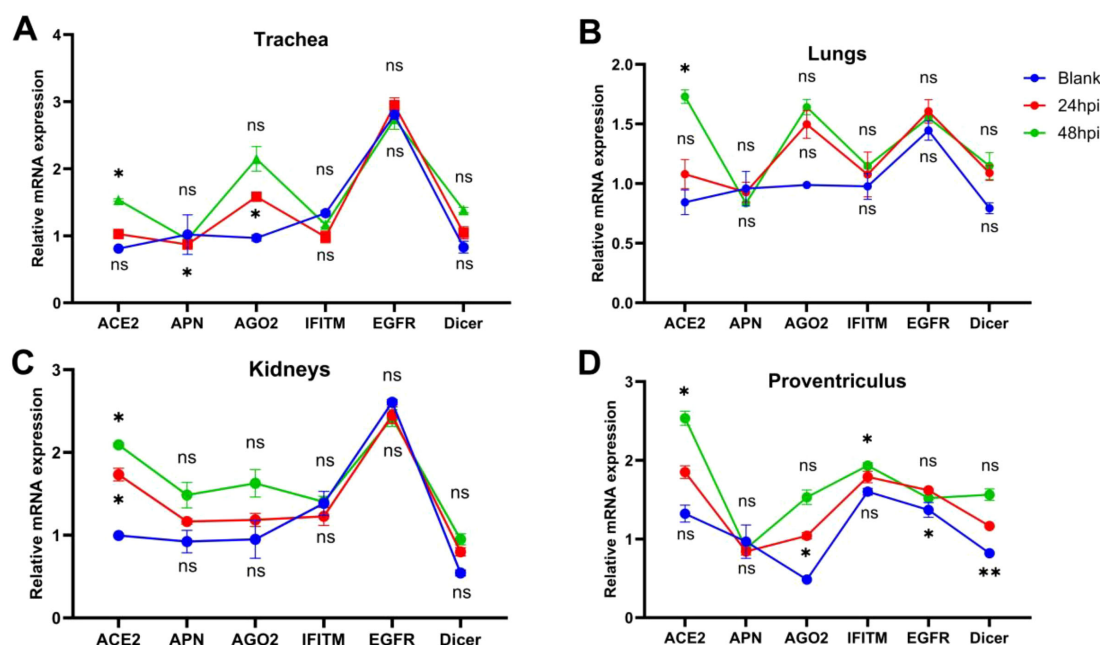 A
Trachea
Relative mRNA expression
4
3
2
1
0
* ns ns ns ns ns
ns * * ns ns ns
ACE2 APN AGO2 IFITM EGFR Dicer
B
Lungs
Relative mRNA expression
2.0
1.5
1.0
0.5
0.0
* ns ns ns ns ns
ns ns ns ns ns ns
ACE2 APN AGO2 IFITM EGFR Dicer
Blank
24hpi
48hpi
C
Kidneys
Relative mRNA expression
3
2
1
0
* ns ns ns ns ns
* ns ns ns ns ns
ACE2 APN AGO2 IFITM EGFR Dicer
D
Proventriculus
Relative mRNA expression
3
2
1
0
* ns ns * ns ns
ns ns * ns * **
ACE2 APN AGO2 IFITM EGFR Dicer